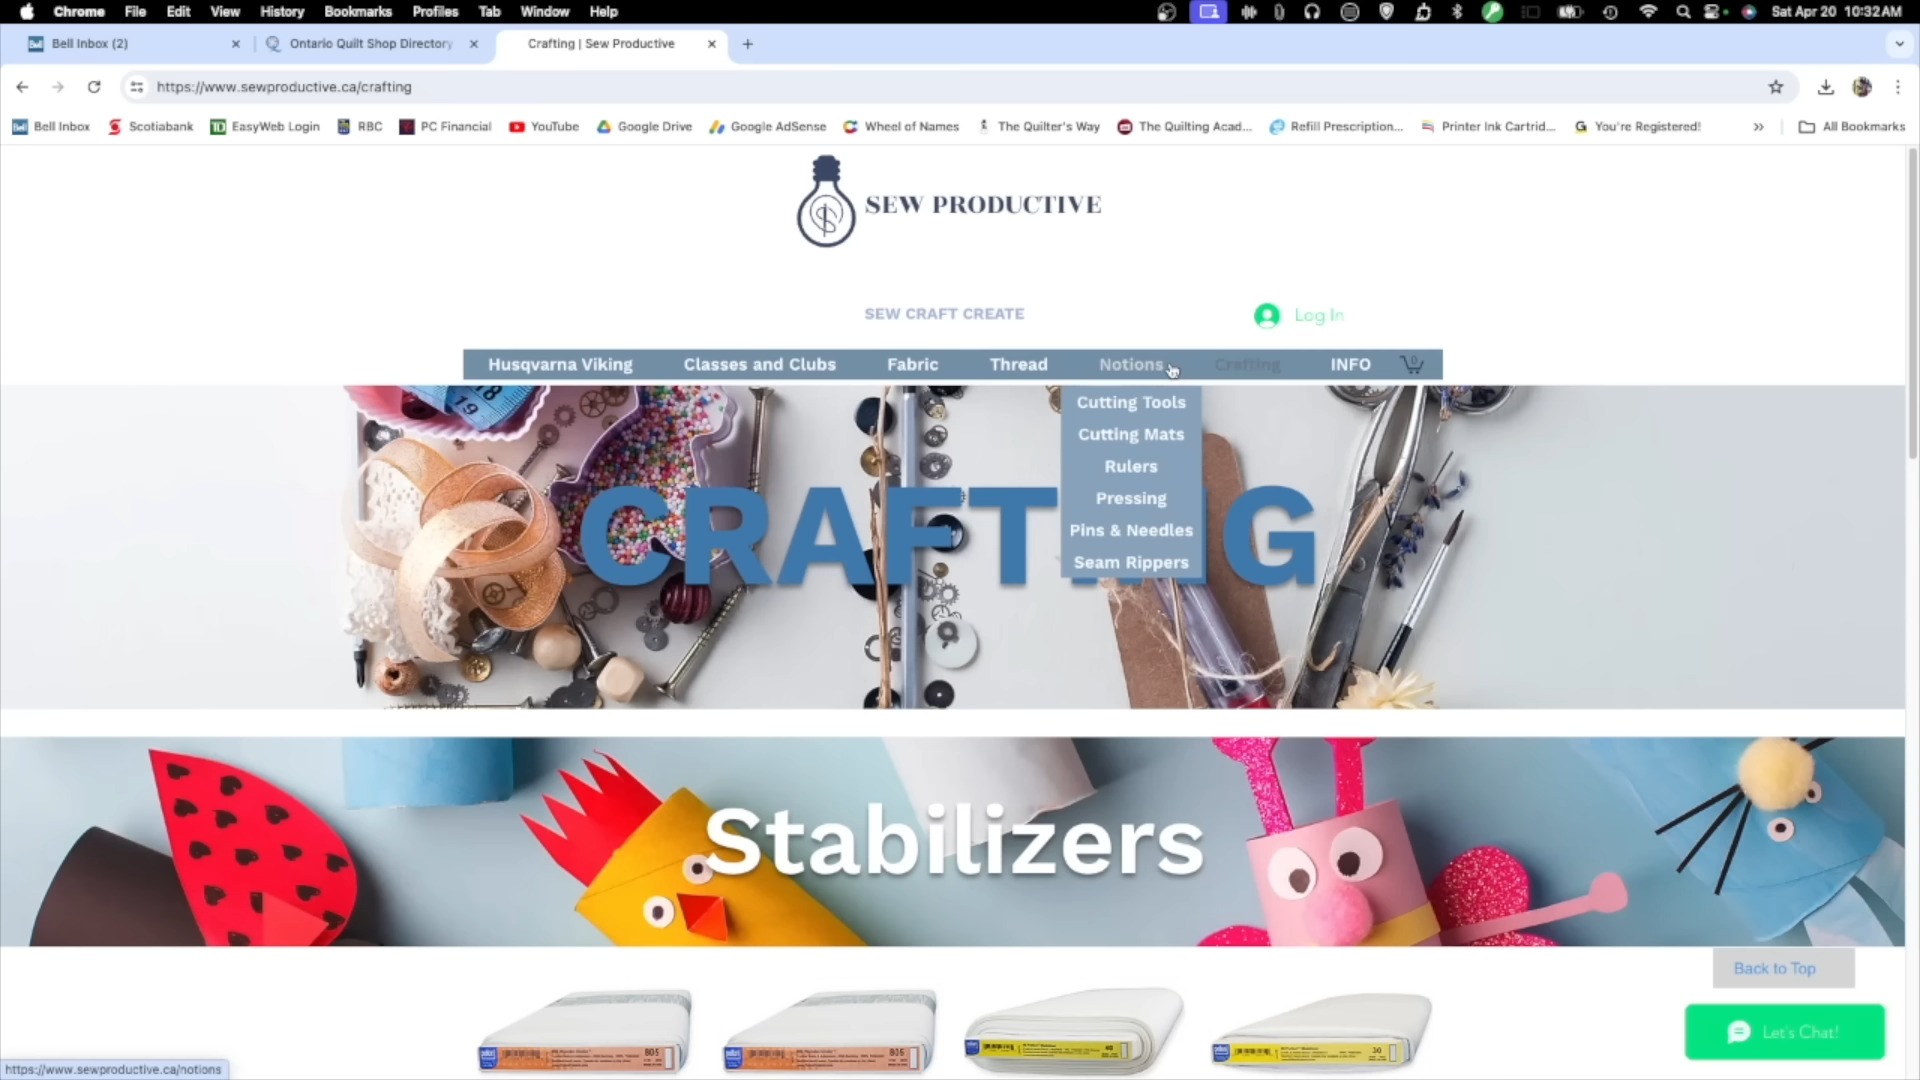 Chrome File Edit View History Bookmarks Profiles Tab Window Help Sat Apr 20 10:32 AM
Bell Inbox (2) Ontario Quilt Shop Directory Crafting | Sew Productive
https://www.sewproductive.ca/crafting
Bell Inbox Scotiabank EasyWeb Login RBC PC Financial YouTube Google Drive Google AdSense Wheel of Names The Quilter's Way The Quilting Acad... Refill Prescription... Printer Ink Cartrid... You're Registered! » All Bookmarks
SEW PRODUCTIVE
SEW CRAFT CREATE
Log In
Husqvarna Viking Classes and Clubs Fabric Thread Notions Crafting INFO 0
Cutting Tools
Cutting Mats
Rulers
Pressing
Pins & Needles
Seam Rippers
CRAFT G
Stabilizers
Back to Top
805 805
Let's Chat!
https://www.sewproductive.ca/notions